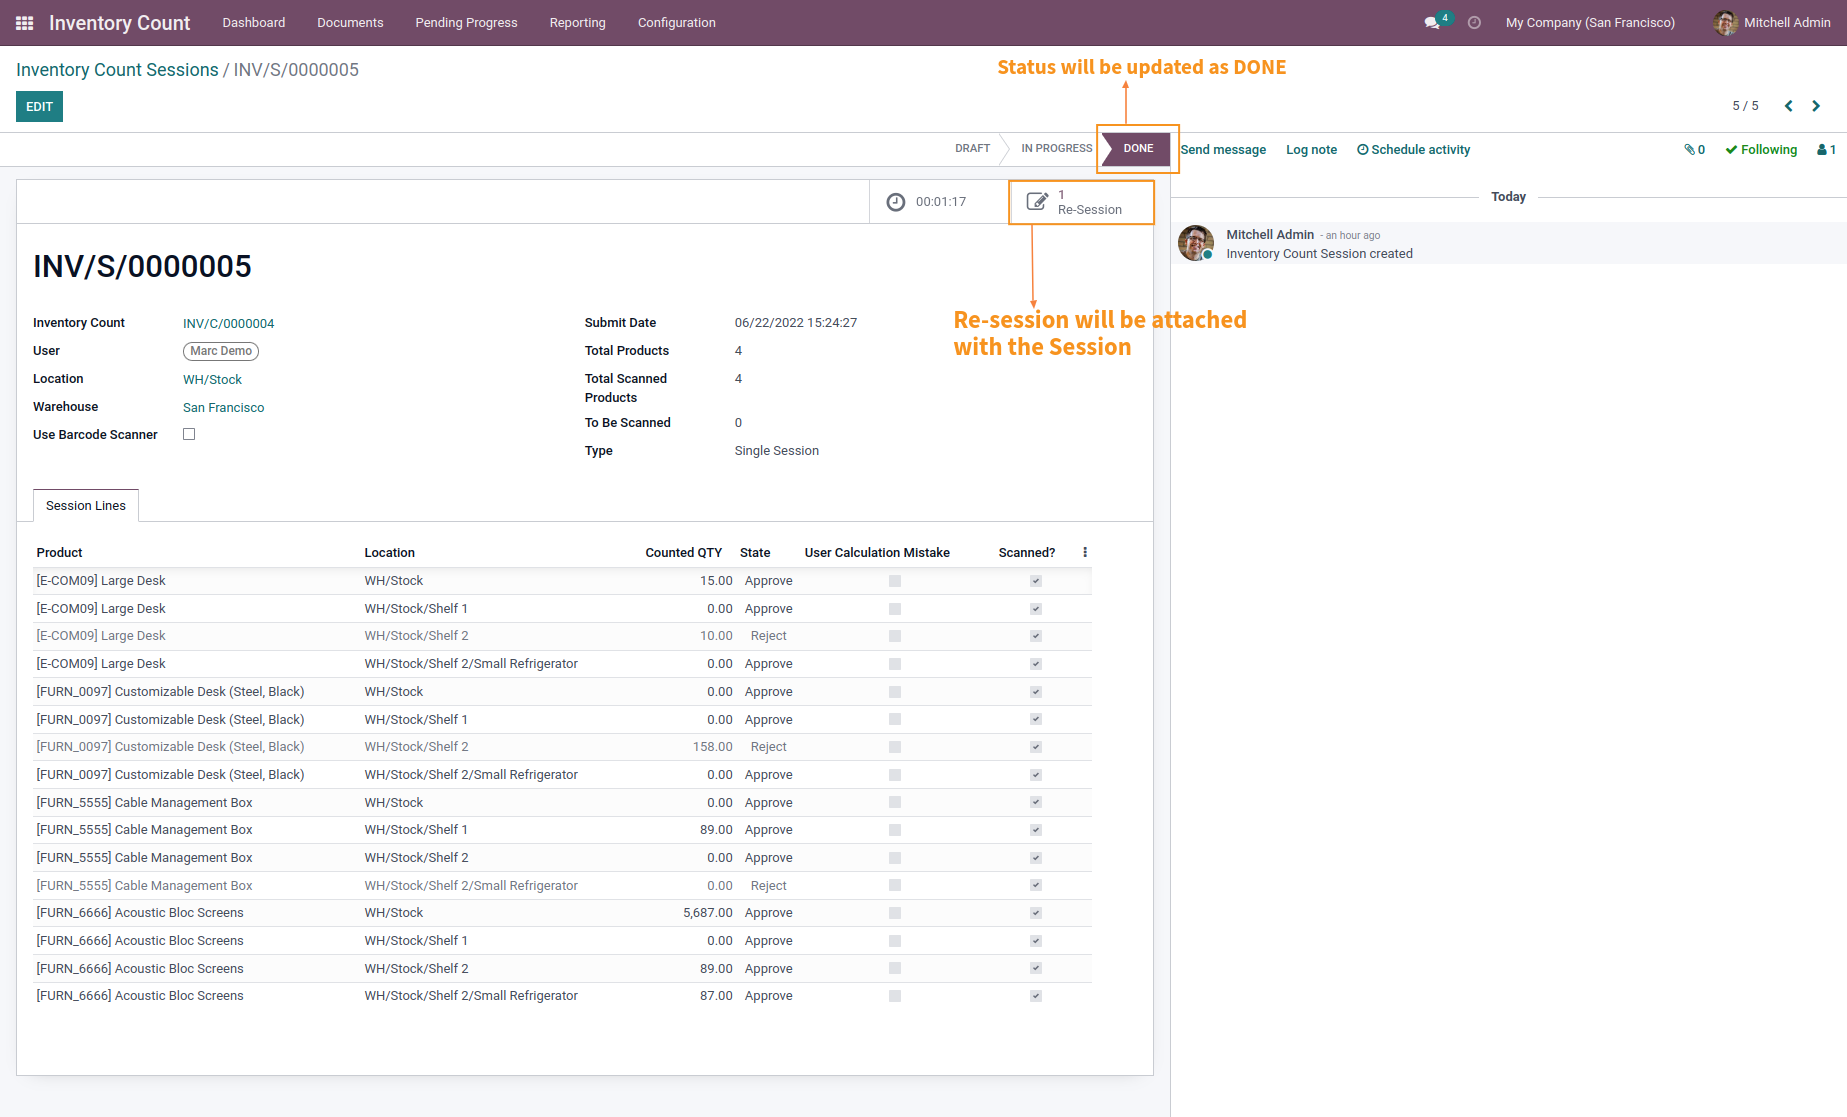 Inventory Count Dashboard Documents Pending Progress Reporting Configuration 4 My Company (San Francisco) Mitchell Admin
Inventory Count Sessions / INV/S/0000005
Status will be updated as DONE
EDIT
5 / 5
DRAFT IN PROGRESS DONE
Send message Log note Schedule activity 0 Following 1
00:01:17
1
Re-Session
Today
Mitchell Admin - an hour ago
Inventory Count Session created
INV/S/0000005
Re-session will be attached
with the Session
Inventory Count INV/C/0000004
User Marc Demo
Location WH/Stock
Warehouse San Francisco
Use Barcode Scanner
Submit Date 06/22/2022 15:24:27
Total Products 4
Total Scanned 4
Products
To Be Scanned 0
Type Single Session
Session Lines
Product Location Counted QTY State User Calculation Mistake Scanned?
[E-COM09] Large Desk WH/Stock 15.00 Approve
[E-COM09] Large Desk WH/Stock/Shelf 1 0.00 Approve
[E-COM09] Large Desk WH/Stock/Shelf 2 10.00 Reject
[E-COM09] Large Desk WH/Stock/Shelf 2/Small Refrigerator 0.00 Approve
[FURN_0097] Customizable Desk (Steel, Black) WH/Stock 0.00 Approve
[FURN_0097] Customizable Desk (Steel, Black) WH/Stock/Shelf 1 0.00 Approve
[FURN_0097] Customizable Desk (Steel, Black) WH/Stock/Shelf 2 158.00 Reject
[FURN_0097] Customizable Desk (Steel, Black) WH/Stock/Shelf 2/Small Refrigerator 0.00 Approve
[FURN_5555] Cable Management Box WH/Stock 0.00 Approve
[FURN_5555] Cable Management Box WH/Stock/Shelf 1 89.00 Approve
[FURN_5555] Cable Management Box WH/Stock/Shelf 2 0.00 Approve
[FURN_5555] Cable Management Box WH/Stock/Shelf 2/Small Refrigerator 0.00 Reject
[FURN_6666] Acoustic Bloc Screens WH/Stock 5,687.00 Approve
[FURN_6666] Acoustic Bloc Screens WH/Stock/Shelf 1 0.00 Approve
[FURN_6666] Acoustic Bloc Screens WH/Stock/Shelf 2 89.00 Approve
[FURN_6666] Acoustic Bloc Screens WH/Stock/Shelf 2/Small Refrigerator 87.00 Approve